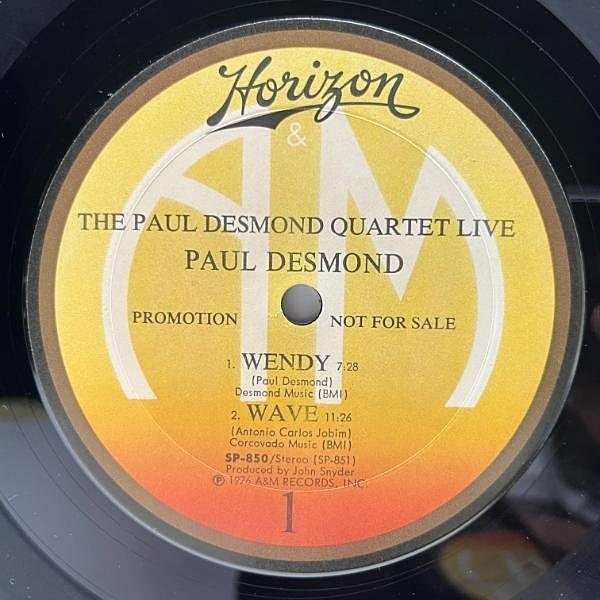 Horizon
&
AM
THE PAUL DESMOND QUARTET LIVE
PAUL DESMOND
PROMOTION NOT FOR SALE
1. WENDY 7:28
(Paul Desmond)
Desmond Music (BMI)
2. WAVE 11:26
(Antonio Carlos Jobim)
Corcovado Music (BMI)
SP-850/Stereo (SP-851)
Produced by John Snyder
℗ 1976 A&M RECORDS, INC.
1